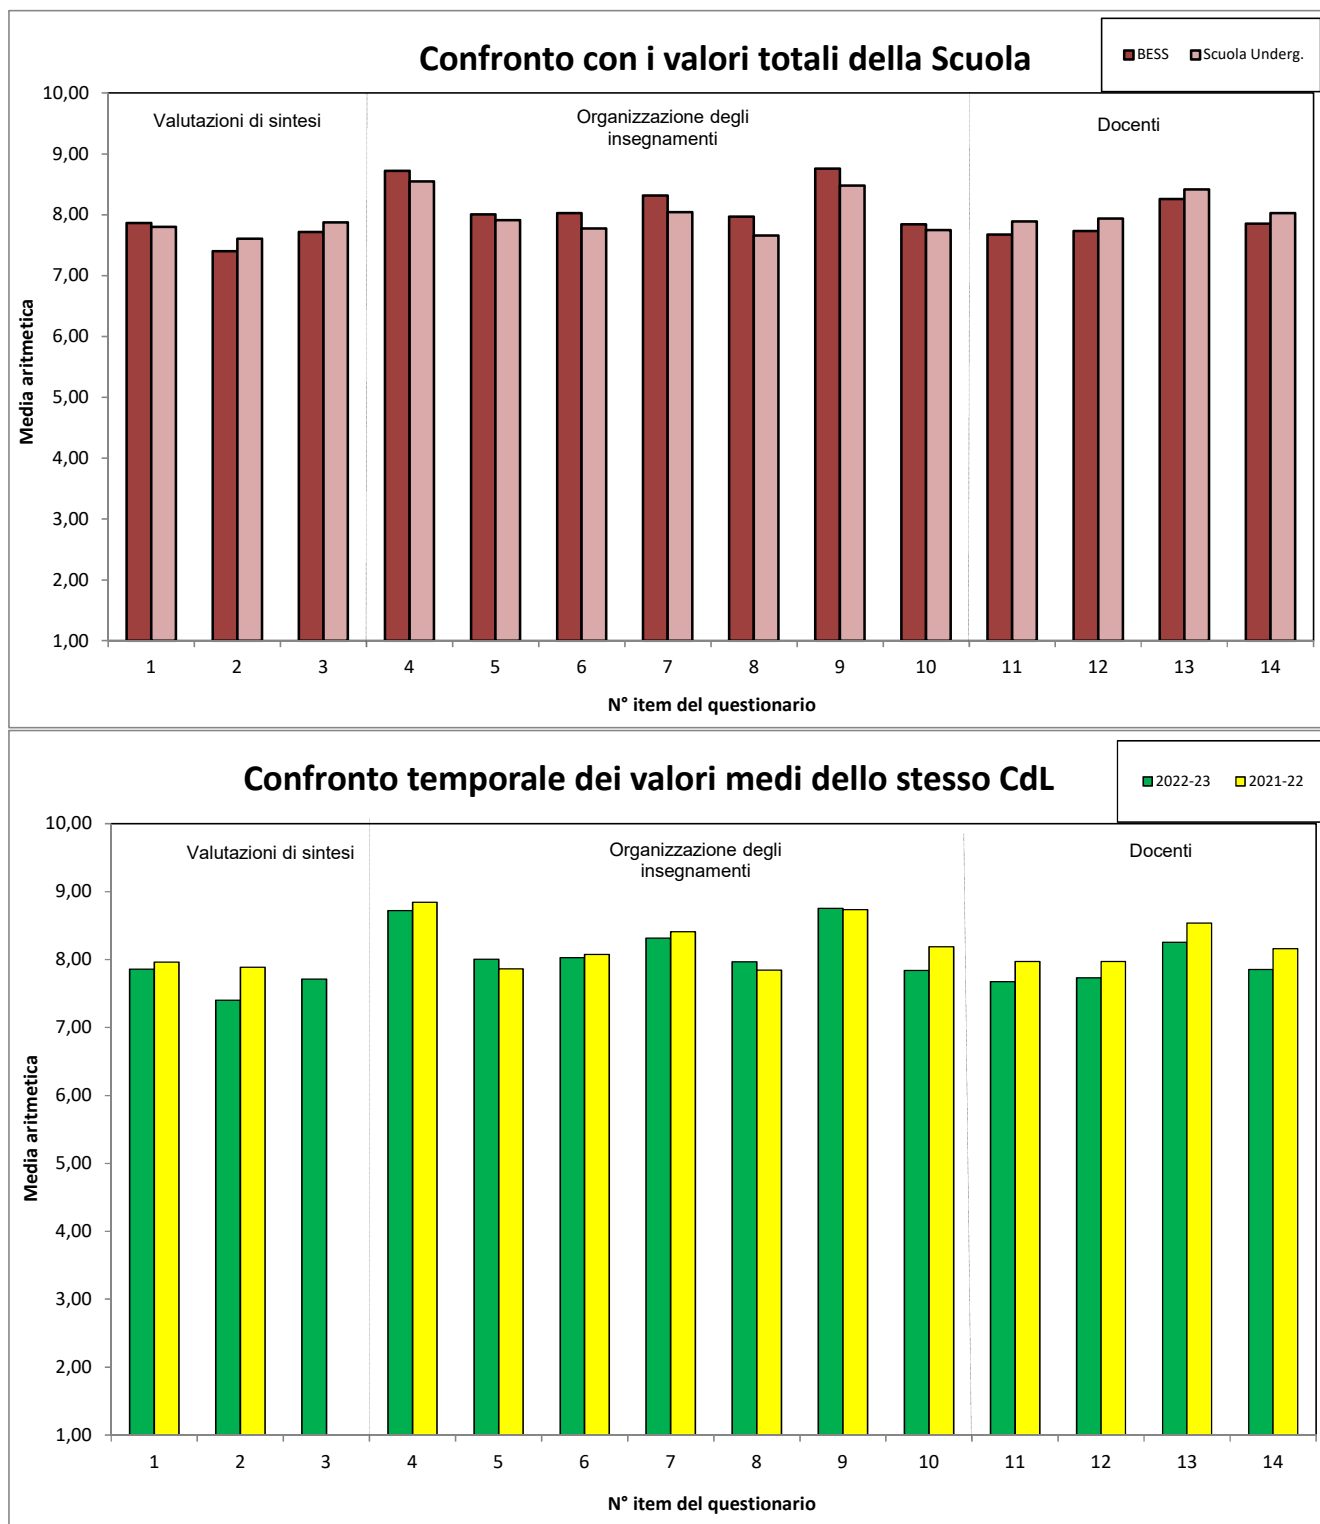 Confronto con i valori totali della Scuola
BESS Scuola Underg.
Valutazioni di sintesi
Organizzazione degli
insegnamenti
Docenti
Media aritmetica
10,00
9,00
8,00
7,00
6,00
5,00
4,00
3,00
2,00
1,00
1 2 3 4 5 6 7 8 9 10 11 12 13 14
N° item del questionario
Confronto temporale dei valori medi dello stesso CdL
2022-23 2021-22
Valutazioni di sintesi
Organizzazione degli
insegnamenti
Docenti
Media aritmetica
10,00
9,00
8,00
7,00
6,00
5,00
4,00
3,00
2,00
1,00
1 2 3 4 5 6 7 8 9 10 11 12 13 14
N° item del questionario